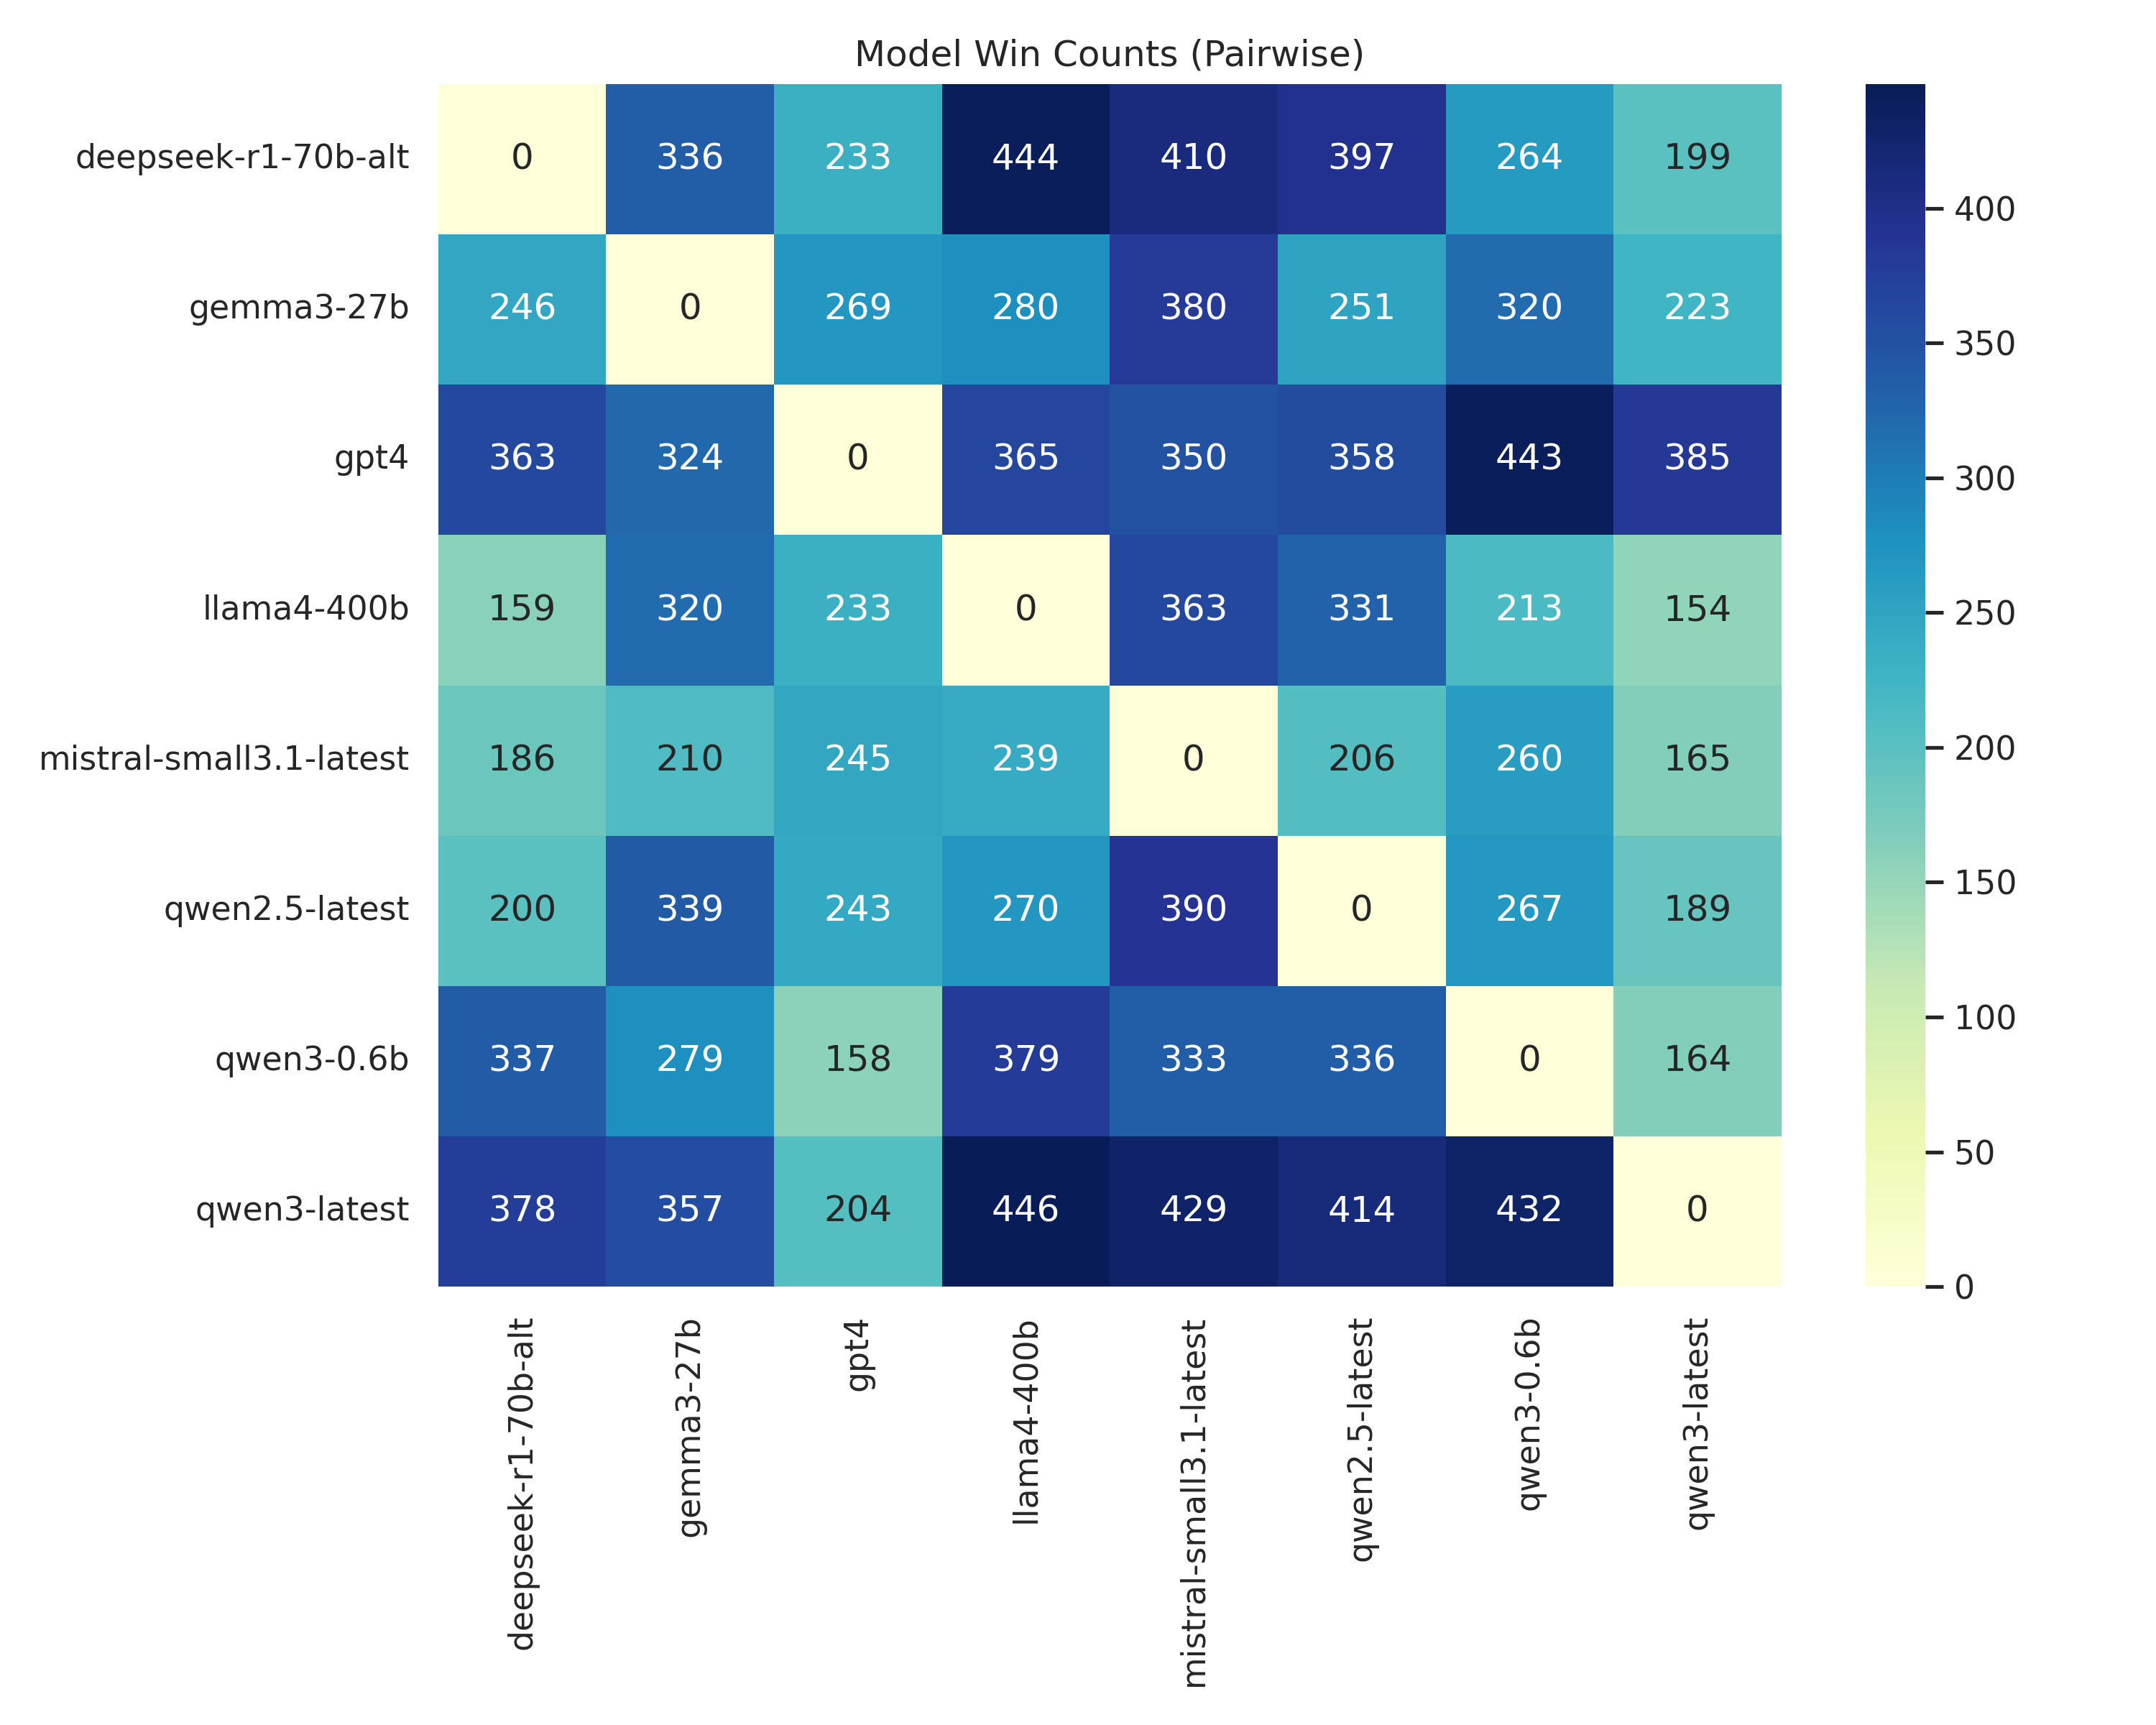 Model Win Counts (Pairwise)
deepseek-r1-70b-alt 0 336 233 444 410 397 264 199
gemma3-27b 246 0 269 280 380 251 320 223
gpt4 363 324 0 365 350 358 443 385
llama4-400b 159 320 233 0 363 331 213 154
mistral-small3.1-latest 186 210 245 239 0 206 260 165
qwen2.5-latest 200 339 243 270 390 0 267 189
qwen3-0.6b 337 279 158 379 333 336 0 164
qwen3-latest 378 357 204 446 429 414 432 0
deepseek-r1-70b-alt
gemma3-27b
gpt4
llama4-400b
mistral-small3.1-latest
qwen2.5-latest
qwen3-0.6b
qwen3-latest
400
350
300
250
200
150
100
50
0